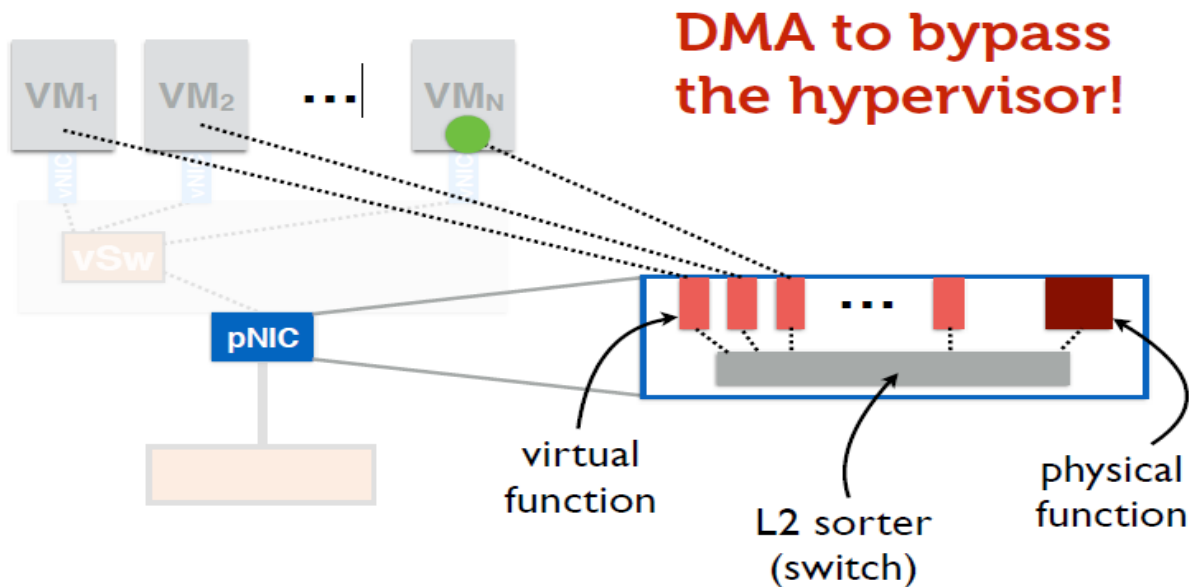 DMA to bypass
the hypervisor!
VM1
VM2
...
VMN
vNIC
vNIC
vNIC
vSw
pNIC
...
virtual
function
L2 sorter
(switch)
physical
function